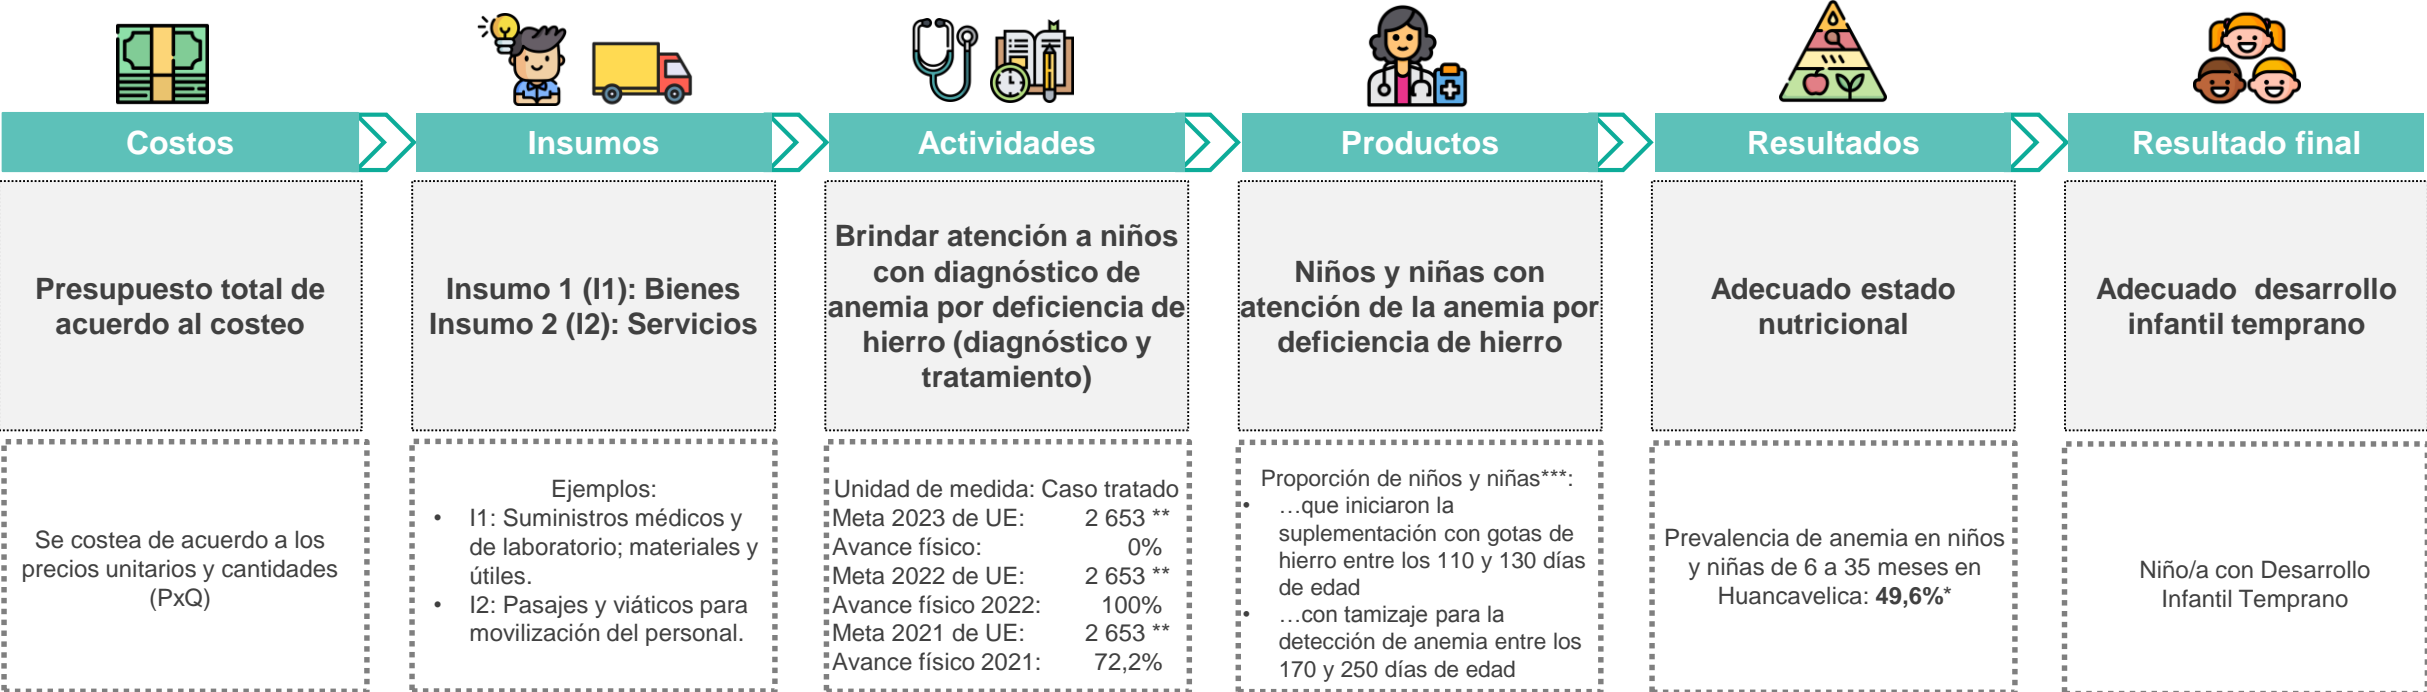 Costos
Insumos
Actividades
Productos
Resultados
Resultado final
Presupuesto total de
acuerdo al costeo
Insumo 1 (I1): Bienes
Insumo 2 (I2): Servicios
Brindar atención a niños
con diagnóstico de
anemia por deficiencia de
hierro (diagnóstico y
tratamiento)
Niños y niñas con
atención de la anemia por
deficiencia de hierro
Adecuado estado
nutricional
Adecuado desarrollo
infantil temprano
Se costea de acuerdo a los
precios unitarios y cantidades
(PxQ)
Ejemplos:
• I1: Suministros médicos y
de laboratorio; materiales y
útiles.
• I2: Pasajes y viáticos para
movilización del personal.
Unidad de medida: Caso tratado
Meta 2023 de UE: 2 653 **
Avance físico: 0%
Meta 2022 de UE: 2 653 **
Avance físico 2022: 100%
Meta 2021 de UE: 2 653 **
Avance físico 2021: 72,2%
Proporción de niños y niñas***:
• …que iniciaron la
suplementación con gotas de
hierro entre los 110 y 130 días
de edad
• …con tamizaje para la
detección de anemia entre los
170 y 250 días de edad
Prevalencia de anemia en niños
y niñas de 6 a 35 meses en
Huancavelica: 49,6%*
Niño/a con Desarrollo
Infantil Temprano